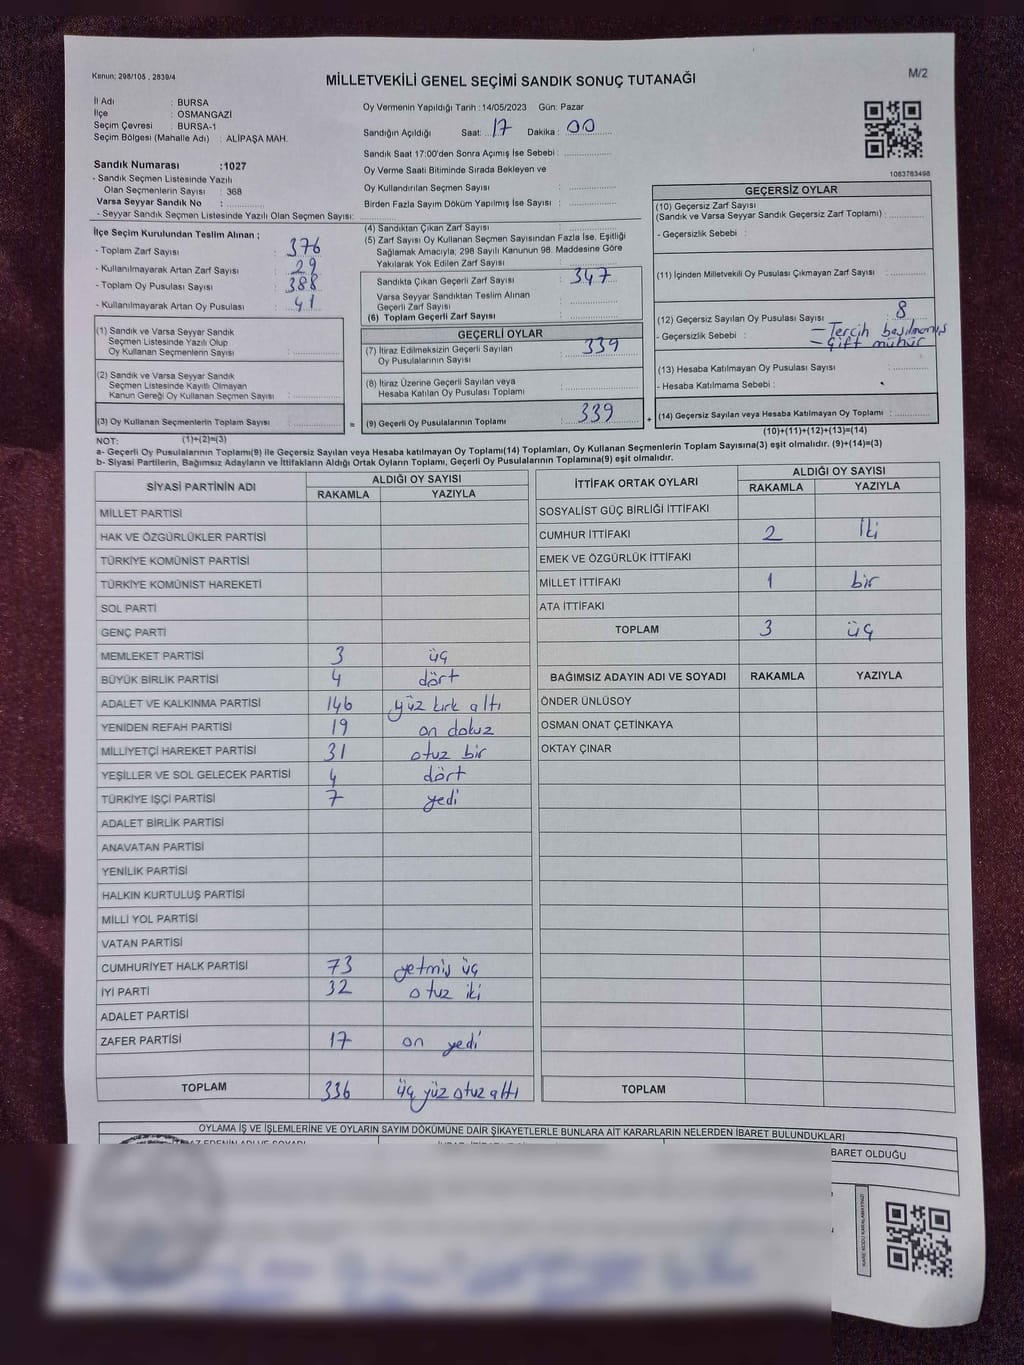 Kanun; 298/105 , 2839/4
MİLLETVEKİLİ GENEL SEÇİMİ SANDIK SONUÇ TUTANAĞI
M/2
İl Adı : BURSA
İlçe : OSMANGAZİ
Seçim Çevresi : BURSA-1
Seçim Bölgesi (Mahalle Adı) : ALİPAŞA MAH.
Oy Vermenin Yapıldığı Tarih : 14/05/2023 Gün: Pazar
Sandığın Açıldığı Saat: 17 Dakika : 00
Sandık Saat 17:00'den Sonra Açımış İse Sebebi :
Oy Verme Saati Bitiminde Sırada Bekleyen ve
Oy Kullandırılan Seçmen Sayısı :
Birden Fazla Sayım Döküm Yapılmış İse Sayısı :
1083783498
Sandık Numarası :1027
- Sandık Seçmen Listesinde Yazılı
Olan Seçmenlerin Sayısı : 368
Varsa Seyyar Sandık No :
- Seyyar Sandık Seçmen Listesinde Yazılı Olan Seçmen Sayısı:
İlçe Seçim Kurulundan Teslim Alınan ;
- Toplam Zarf Sayısı : 376
- Kullanılmayarak Artan Zarf Sayısı : 29
- Toplam Oy Pusulası Sayısı : 388
- Kullanılmayarak Artan Oy Pusulası : 41
(1) Sandık ve Varsa Seyyar Sandık
Seçmen Listesinde Yazılı Olup
Oy Kullanan Seçmenlerin Sayısı :
(2) Sandık ve Varsa Seyyar Sandık
Seçmen Listesinde Kayıtlı Olmayan
Kanun Gereği Oy Kullanan Seçmen Sayısı :
(3) Oy Kullanan Seçmenlerin Toplam Sayısı :
(4) Sandıktan Çıkan Zarf Sayısı :
(5) Zarf Sayısı Oy Kullanan Seçmen Sayısından Fazla İse, Eşitliği
Sağlamak Amacıyla; 298 Sayılı Kanunun 98. Maddesine Göre
Yakılarak Yok Edilen Zarf Sayısı :
Sandıkta Çıkan Geçerli Zarf Sayısı : 347
Varsa Seyyar Sandıktan Teslim Alınan
Geçerli Zarf Sayısı :
(6) Toplam Geçerli Zarf Sayısı :
GEÇERLİ OYLAR
(7) İtiraz Edilmeksizin Geçerli Sayılan
Oy Pusulalarının Sayısı : 339
(8) İtiraz Üzerine Geçerli Sayılan veya
Hesaba Katılan Oy Pusulası Toplamı :
= (9) Geçerli Oy Pusulalarının Toplamı : 339 +
GEÇERSİZ OYLAR
(10) Geçersiz Zarf Sayısı
(Sandık ve Varsa Seyyar Sandık Geçersiz Zarf Toplamı) :
- Geçersizlik Sebebi :
(11) İçinden Milletvekili Oy Pusulası Çıkmayan Zarf Sayısı :
(12) Geçersiz Sayılan Oy Pusulası Sayısı : 8
- Geçersizlik Sebebi : - Tercih basılmamış
- Çift mühür
(13) Hesaba Katılmayan Oy Pusulası Sayısı :
- Hesaba Katılmama Sebebi :
(14) Geçersiz Sayılan veya Hesaba Katılmayan Oy Toplamı :
NOT: (1)+(2)=(3)
(10)+(11)+(12)+(13)=(14)
a- Geçerli Oy Pusulalarının Toplamı(9) ile Geçersiz Sayılan veya Hesaba katılmayan Oy Toplamı(14) Toplamları, Oy Kullanan Seçmenlerin Toplam Sayısına(3) eşit olmalıdır. (9)+(14)=(3)
b- Siyasi Partilerin, Bağımsız Adayların ve İttifakların Aldığı Ortak Oyların Toplamı, Geçerli Oy Pusulalarının Toplamına(9) eşit olmalıdır.
SİYASİ PARTİNİN ADI ALDIĞI OY SAYISI
RAKAMLA YAZIYLA
MİLLET PARTİSİ
HAK VE ÖZGÜRLÜKLER PARTİSİ
TÜRKİYE KOMÜNİST PARTİSİ
TÜRKİYE KOMÜNİST HAREKETİ
SOL PARTİ
GENÇ PARTİ
MEMLEKET PARTİSİ 3 üç
BÜYÜK BİRLİK PARTİSİ 4 dört
ADALET VE KALKINMA PARTİSİ 146 yüz kırk altı
YENİDEN REFAH PARTİSİ 19 on dokuz
MİLLİYETÇİ HAREKET PARTİSİ 31 otuz bir
YEŞİLLER VE SOL GELECEK PARTİSİ 4 dört
TÜRKİYE İŞÇİ PARTİSİ 7 yedi
ADALET BİRLİK PARTİSİ
ANAVATAN PARTİSİ
YENİLİK PARTİSİ
HALKIN KURTULUŞ PARTİSİ
MİLLİ YOL PARTİSİ
VATAN PARTİSİ
CUMHURİYET HALK PARTİSİ 73 yetmiş üç
İYİ PARTİ 32 otuz iki
ADALET PARTİSİ
ZAFER PARTİSİ 17 on yedi
TOPLAM 336 üç yüz otuz altı
İTTİFAK ORTAK OYLARI ALDIĞI OY SAYISI
RAKAMLA YAZIYLA
SOSYALİST GÜÇ BİRLİĞİ İTTİFAKI
CUMHUR İTTİFAKI 2 iki
EMEK VE ÖZGÜRLÜK İTTİFAKI
MİLLET İTTİFAKI 1 bir
ATA İTTİFAKI
TOPLAM 3 üç
BAĞIMSIZ ADAYIN ADI VE SOYADI RAKAMLA YAZIYLA
ÖNDER ÜNLÜSOY
OSMAN ONAT ÇETİNKAYA
OKTAY ÇINAR
TOPLAM
OYLAMA İŞ VE İŞLEMLERİNE VE OYLARIN SAYIM DÖKÜMÜNE DAİR ŞİKAYETLERLE BUNLARA AİT KARARLARIN NELERDEN İBARET BULUNDUKLARI
BARET OLDUĞU
KARE KODU KARALAMAYINIZ!